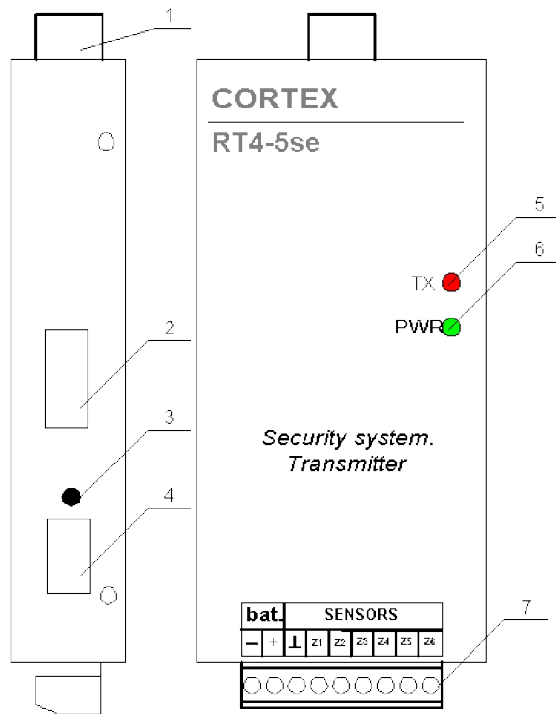 1
CORTEX
RT4-5se
5
6
TX
PWR
2
3
4
Security system.
Transmitter
7
bat. SENSORS
− + ⊥ Z1 Z2 Z3 Z4 Z5 Z6